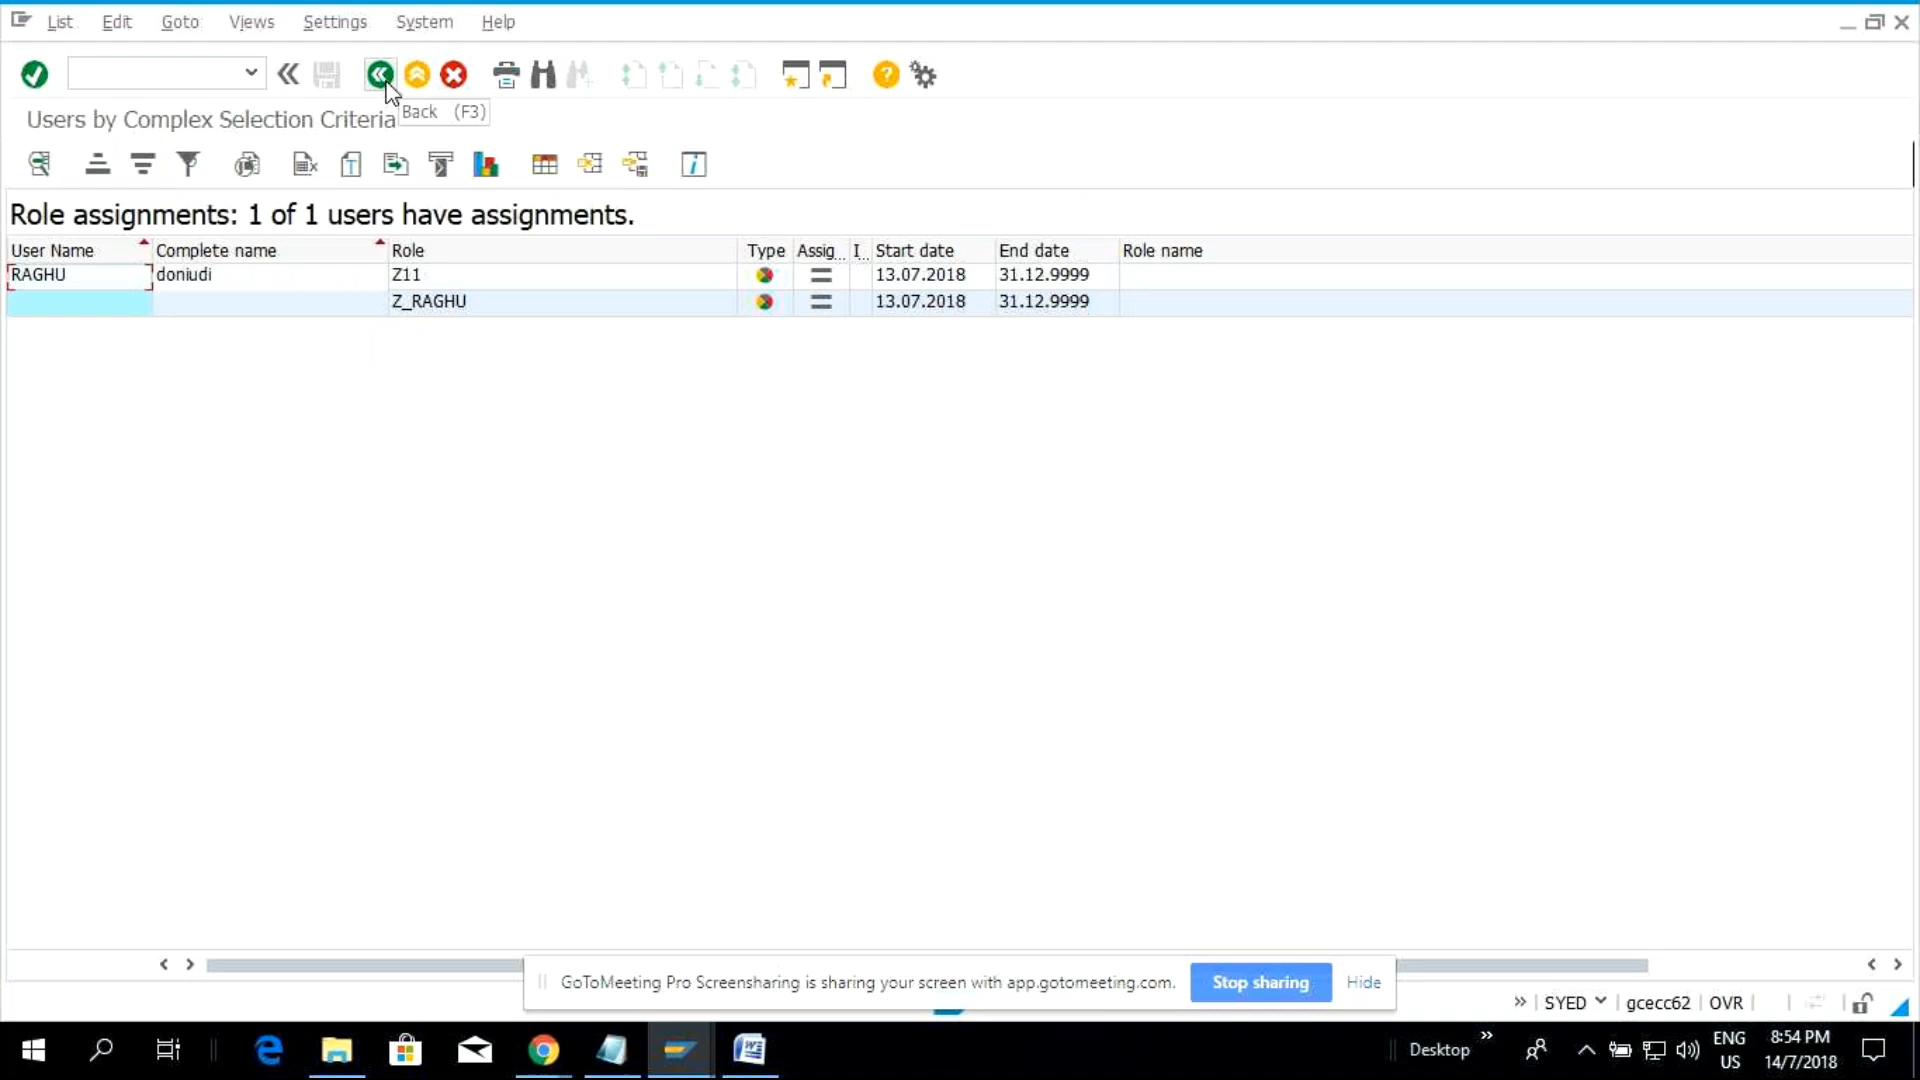 List Edit Goto Views Settings System Help
Back (F3)
Users by Complex Selection Criteria
Role assignments: 1 of 1 users have assignments.
User Name Complete name Role Type Assig... I... Start date End date Role name
RAGHU doniudi Z11 13.07.2018 31.12.9999
Z_RAGHU 13.07.2018 31.12.9999
GoToMeeting Pro Screensharing is sharing your screen with app.gotomeeting.com. Stop sharing Hide
SYED gcecc62 OVR
Desktop ENG 8:54 PM
US 14/7/2018